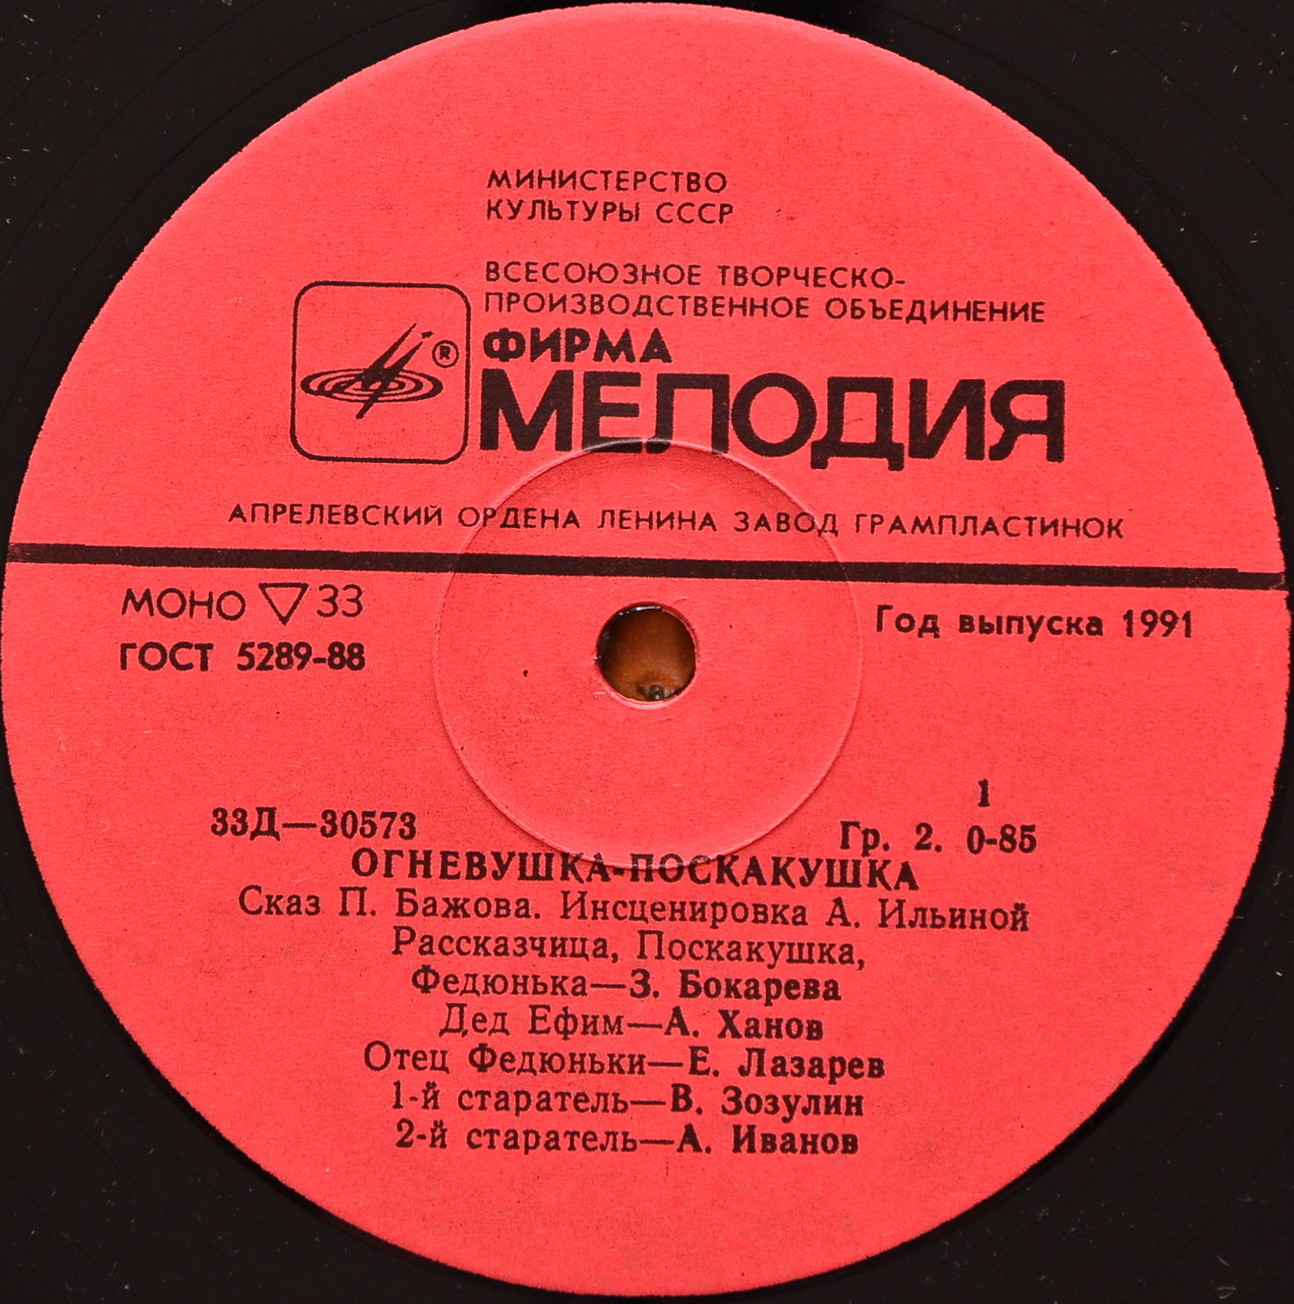 МИНИСТЕРСТВО
КУЛЬТУРЫ СССР
ВСЕСОЮЗНОЕ ТВОРЧЕСКО-
ПРОИЗВОДСТВЕННОЕ ОБЪЕДИНЕНИЕ
®
ФИРМА
МЕЛОДИЯ
АПРЕЛЕВСКИЙ ОРДЕНА ЛЕНИНА ЗАВОД ГРАМПЛАСТИНОК
МОНО ▽ 33
ГОСТ 5289-88
Год выпуска 1991
1
33Д—30573
Гр. 2. 0-85
ОГНЕВУШКА-ПОСКАКУШКА
Сказ П. Бажова. Инсценировка А. Ильиной
Рассказчица, Поскакушка,
Федюнька—З. Бокарева
Дед Ефим—А. Ханов
Отец Федюньки—Е. Лазарев
1-й старатель—В. Зозулин
2-й старатель—А. Иванов